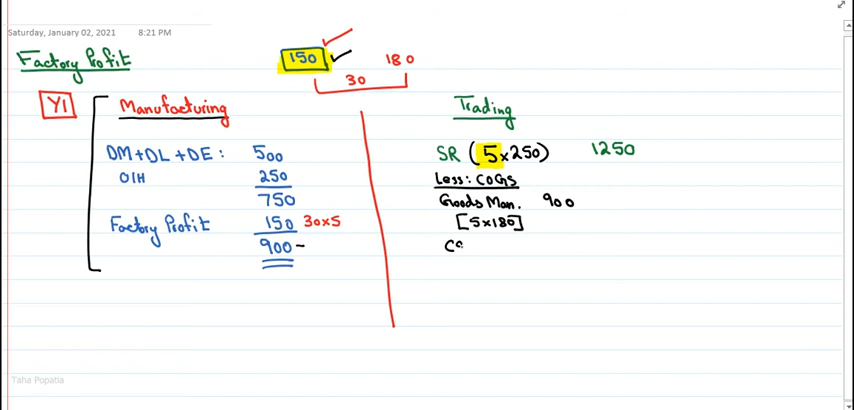 Saturday, January 02, 2021 8:21 PM
Factory Profit
150 180
30
Y1 Manufacturing
DM+DL+DE: 500
O/H 250
750
Factory Profit 150 30x5
900
Trading
SR (5x250) 1250
Less: COGS
Goods Man. 900
[5x180]
CS
Taha Popatia